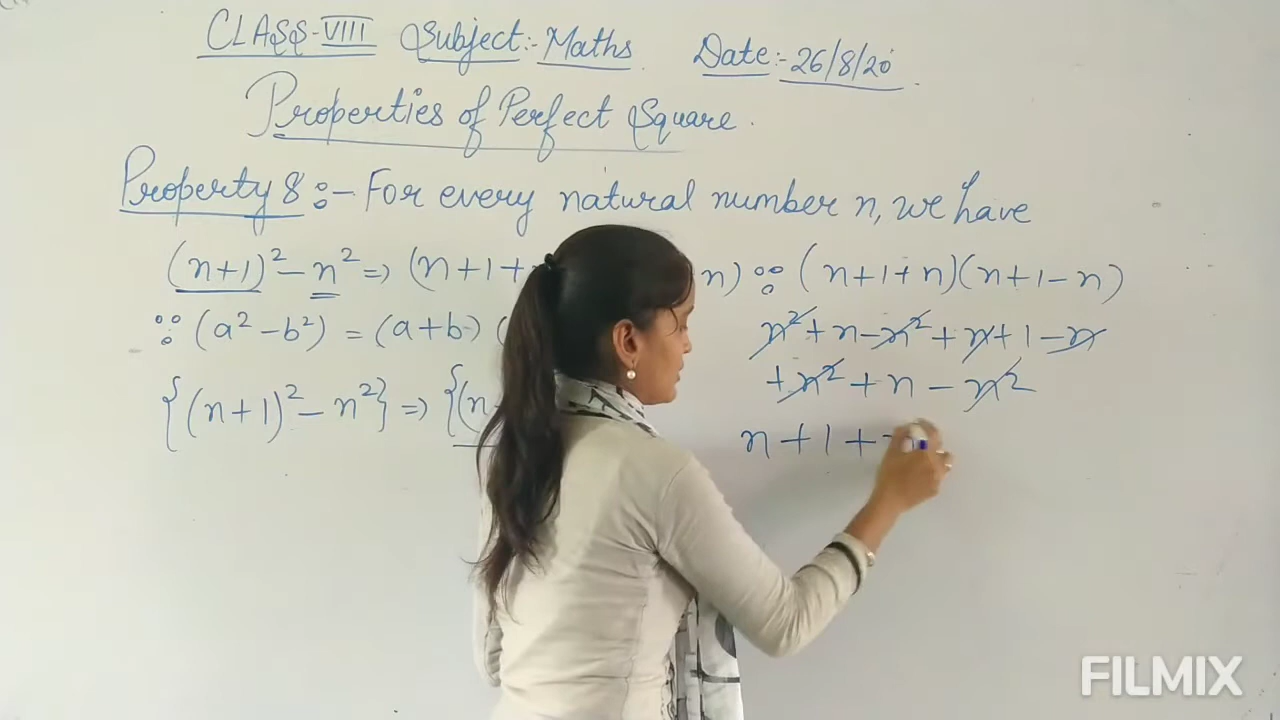 CLASS-VIII Subject:- Maths Date:- 26/8/20
Properties of Perfect Square.
Property 8 :- For every natural number n, we have
(n+1)² - n² => (n+1+ n) ∵ (n+1+n)(n+1-n)
∵ (a² - b²) = (a+b) ( n² + n - n² + n + 1 - n
+ n² + n - n²
{(n+1)² - n²} => {(n
n + 1 + n
FILMIX